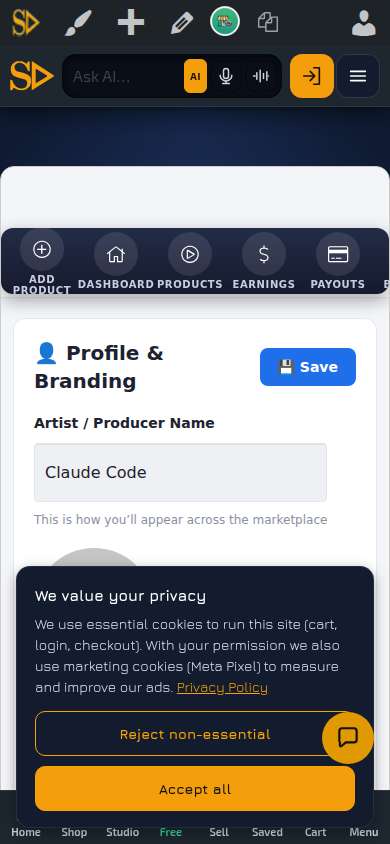 Ask AI...
AI
ADD
PRODUCT
DASHBOARD
PRODUCTS
EARNINGS
PAYOUTS
👤 Profile &
Branding
💾 Save
Artist / Producer Name
Claude Code
This is how you’ll appear across the marketplace
We value your privacy
We use essential cookies to run this site (cart,
login, checkout). With your permission we also
use marketing cookies (Meta Pixel) to measure
and improve our ads. Privacy Policy
Reject non-essential
Accept all
Home Shop Studio Free Sell Saved Cart Menu